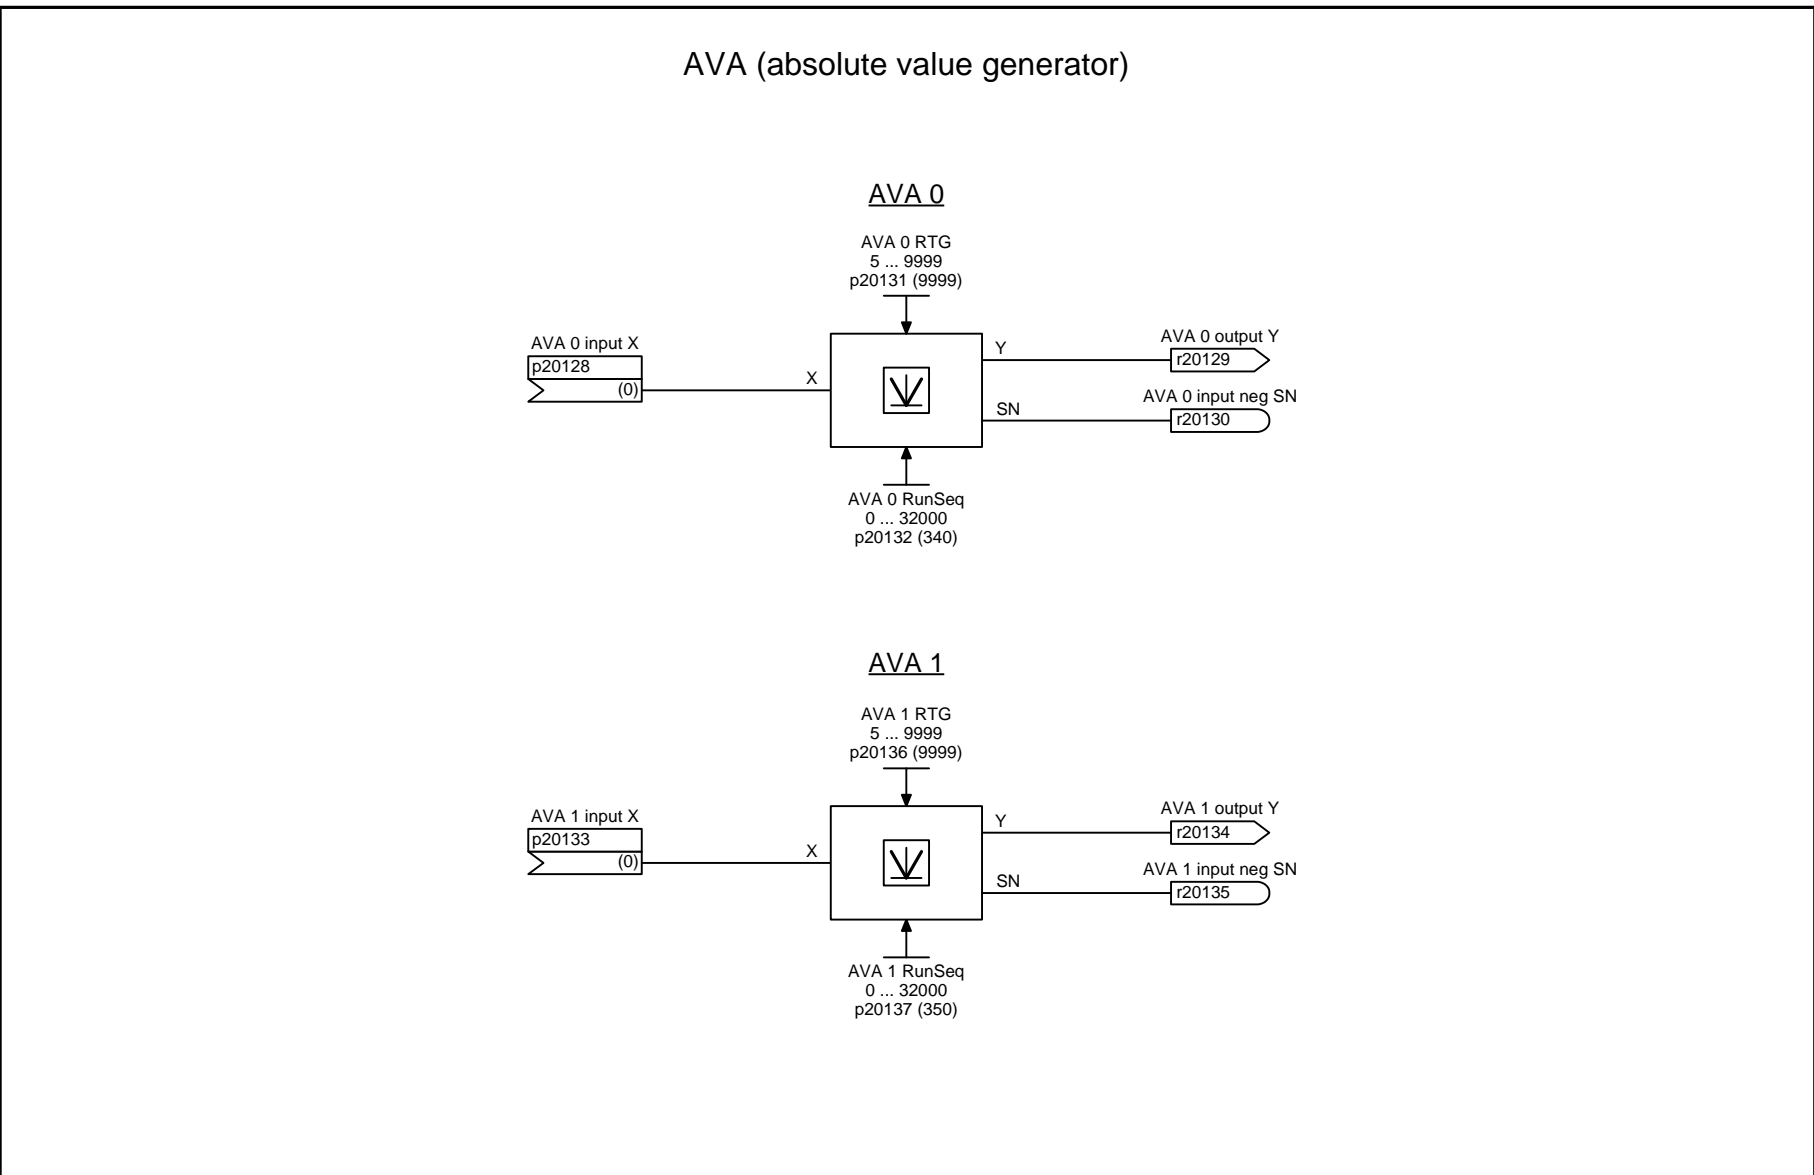 AVA (absolute value generator)
AVA 0
AVA 0 RTG
5 ... 9999
p20131 (9999)
AVA 0 input X
p20128
(0)
X
Y
SN
AVA 0 output Y
r20129
AVA 0 input neg SN
r20130
AVA 0 RunSeq
0 ... 32000
p20132 (340)
AVA 1
AVA 1 RTG
5 ... 9999
p20136 (9999)
AVA 1 input X
p20133
(0)
X
Y
SN
AVA 1 output Y
r20134
AVA 1 input neg SN
r20135
AVA 1 RunSeq
0 ... 32000
p20137 (350)